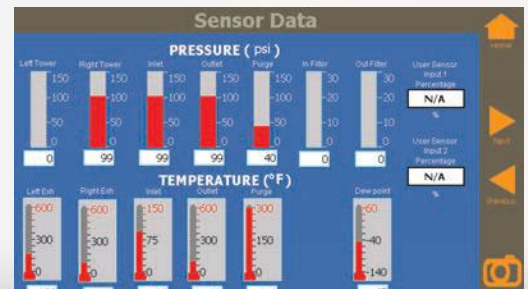 Sensor Data
PRESSURE ( psi )
Left Tower Right Tower Inlet Outlet Purge In Filter Out Filter User Sensor
Input 1
Percentage
150 150 150 150 150 30 30
100 100 100 100 100 20 20
N/A
%
50 50 50 50 50 10 10
0 0 0 0 0 0 0
0 99 99 99 40 0 0
User Sensor
Input 2
Percentage
N/A
%
TEMPERATURE (°F)
Left Exh Right Exh Inlet Outlet Purge Dew point
600 600 150 600 300 60
300 300 75 300 150 -40
0 0 0 0 0 -140
Home
Next
Previous